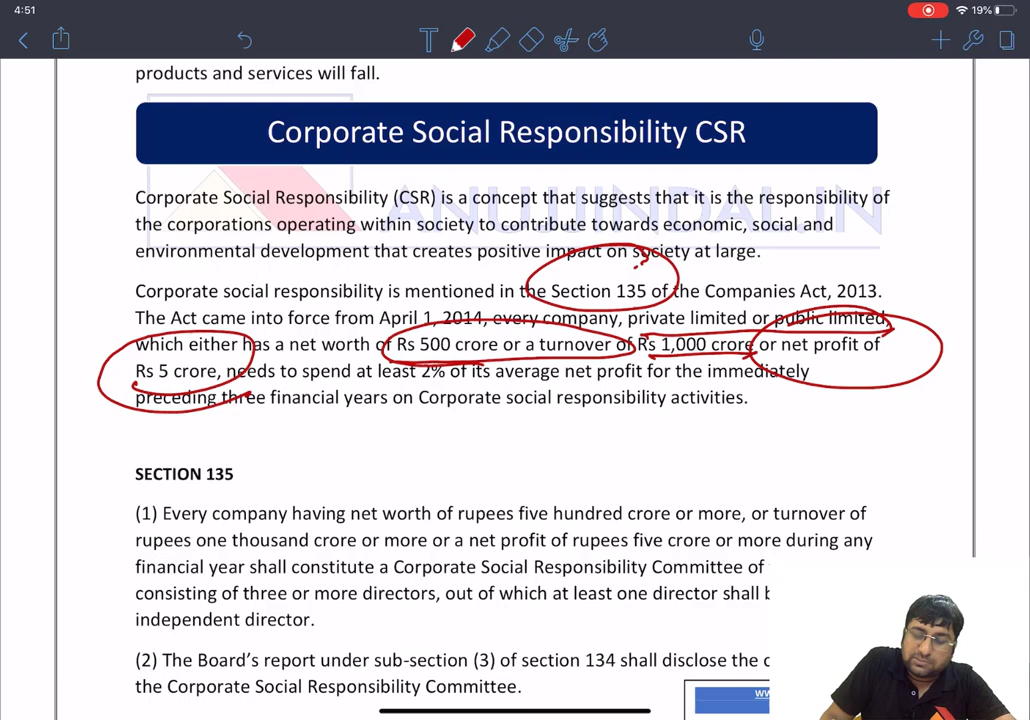 4:51
19%
T
products and services will fall.
Corporate Social Responsibility CSR
ANUJJINDAL.IN
Corporate Social Responsibility (CSR) is a concept that suggests that it is the responsibility of
the corporations operating within society to contribute towards economic, social and
environmental development that creates positive impact on society at large.
?
Corporate social responsibility is mentioned in the Section 135 of the Companies Act, 2013.
The Act came into force from April 1, 2014, every company, private limited or public limited,
which either has a net worth of Rs 500 crore or a turnover of Rs 1,000 crore or net profit of
Rs 5 crore, needs to spend at least 2% of its average net profit for the immediately
preceding three financial years on Corporate social responsibility activities.
SECTION 135
(1) Every company having net worth of rupees five hundred crore or more, or turnover of
rupees one thousand crore or more or a net profit of rupees five crore or more during any
financial year shall constitute a Corporate Social Responsibility Committee of
consisting of three or more directors, out of which at least one director shall
independent director.
(2) The Board's report under sub-section (3) of section 134 shall disclose the
the Corporate Social Responsibility Committee.